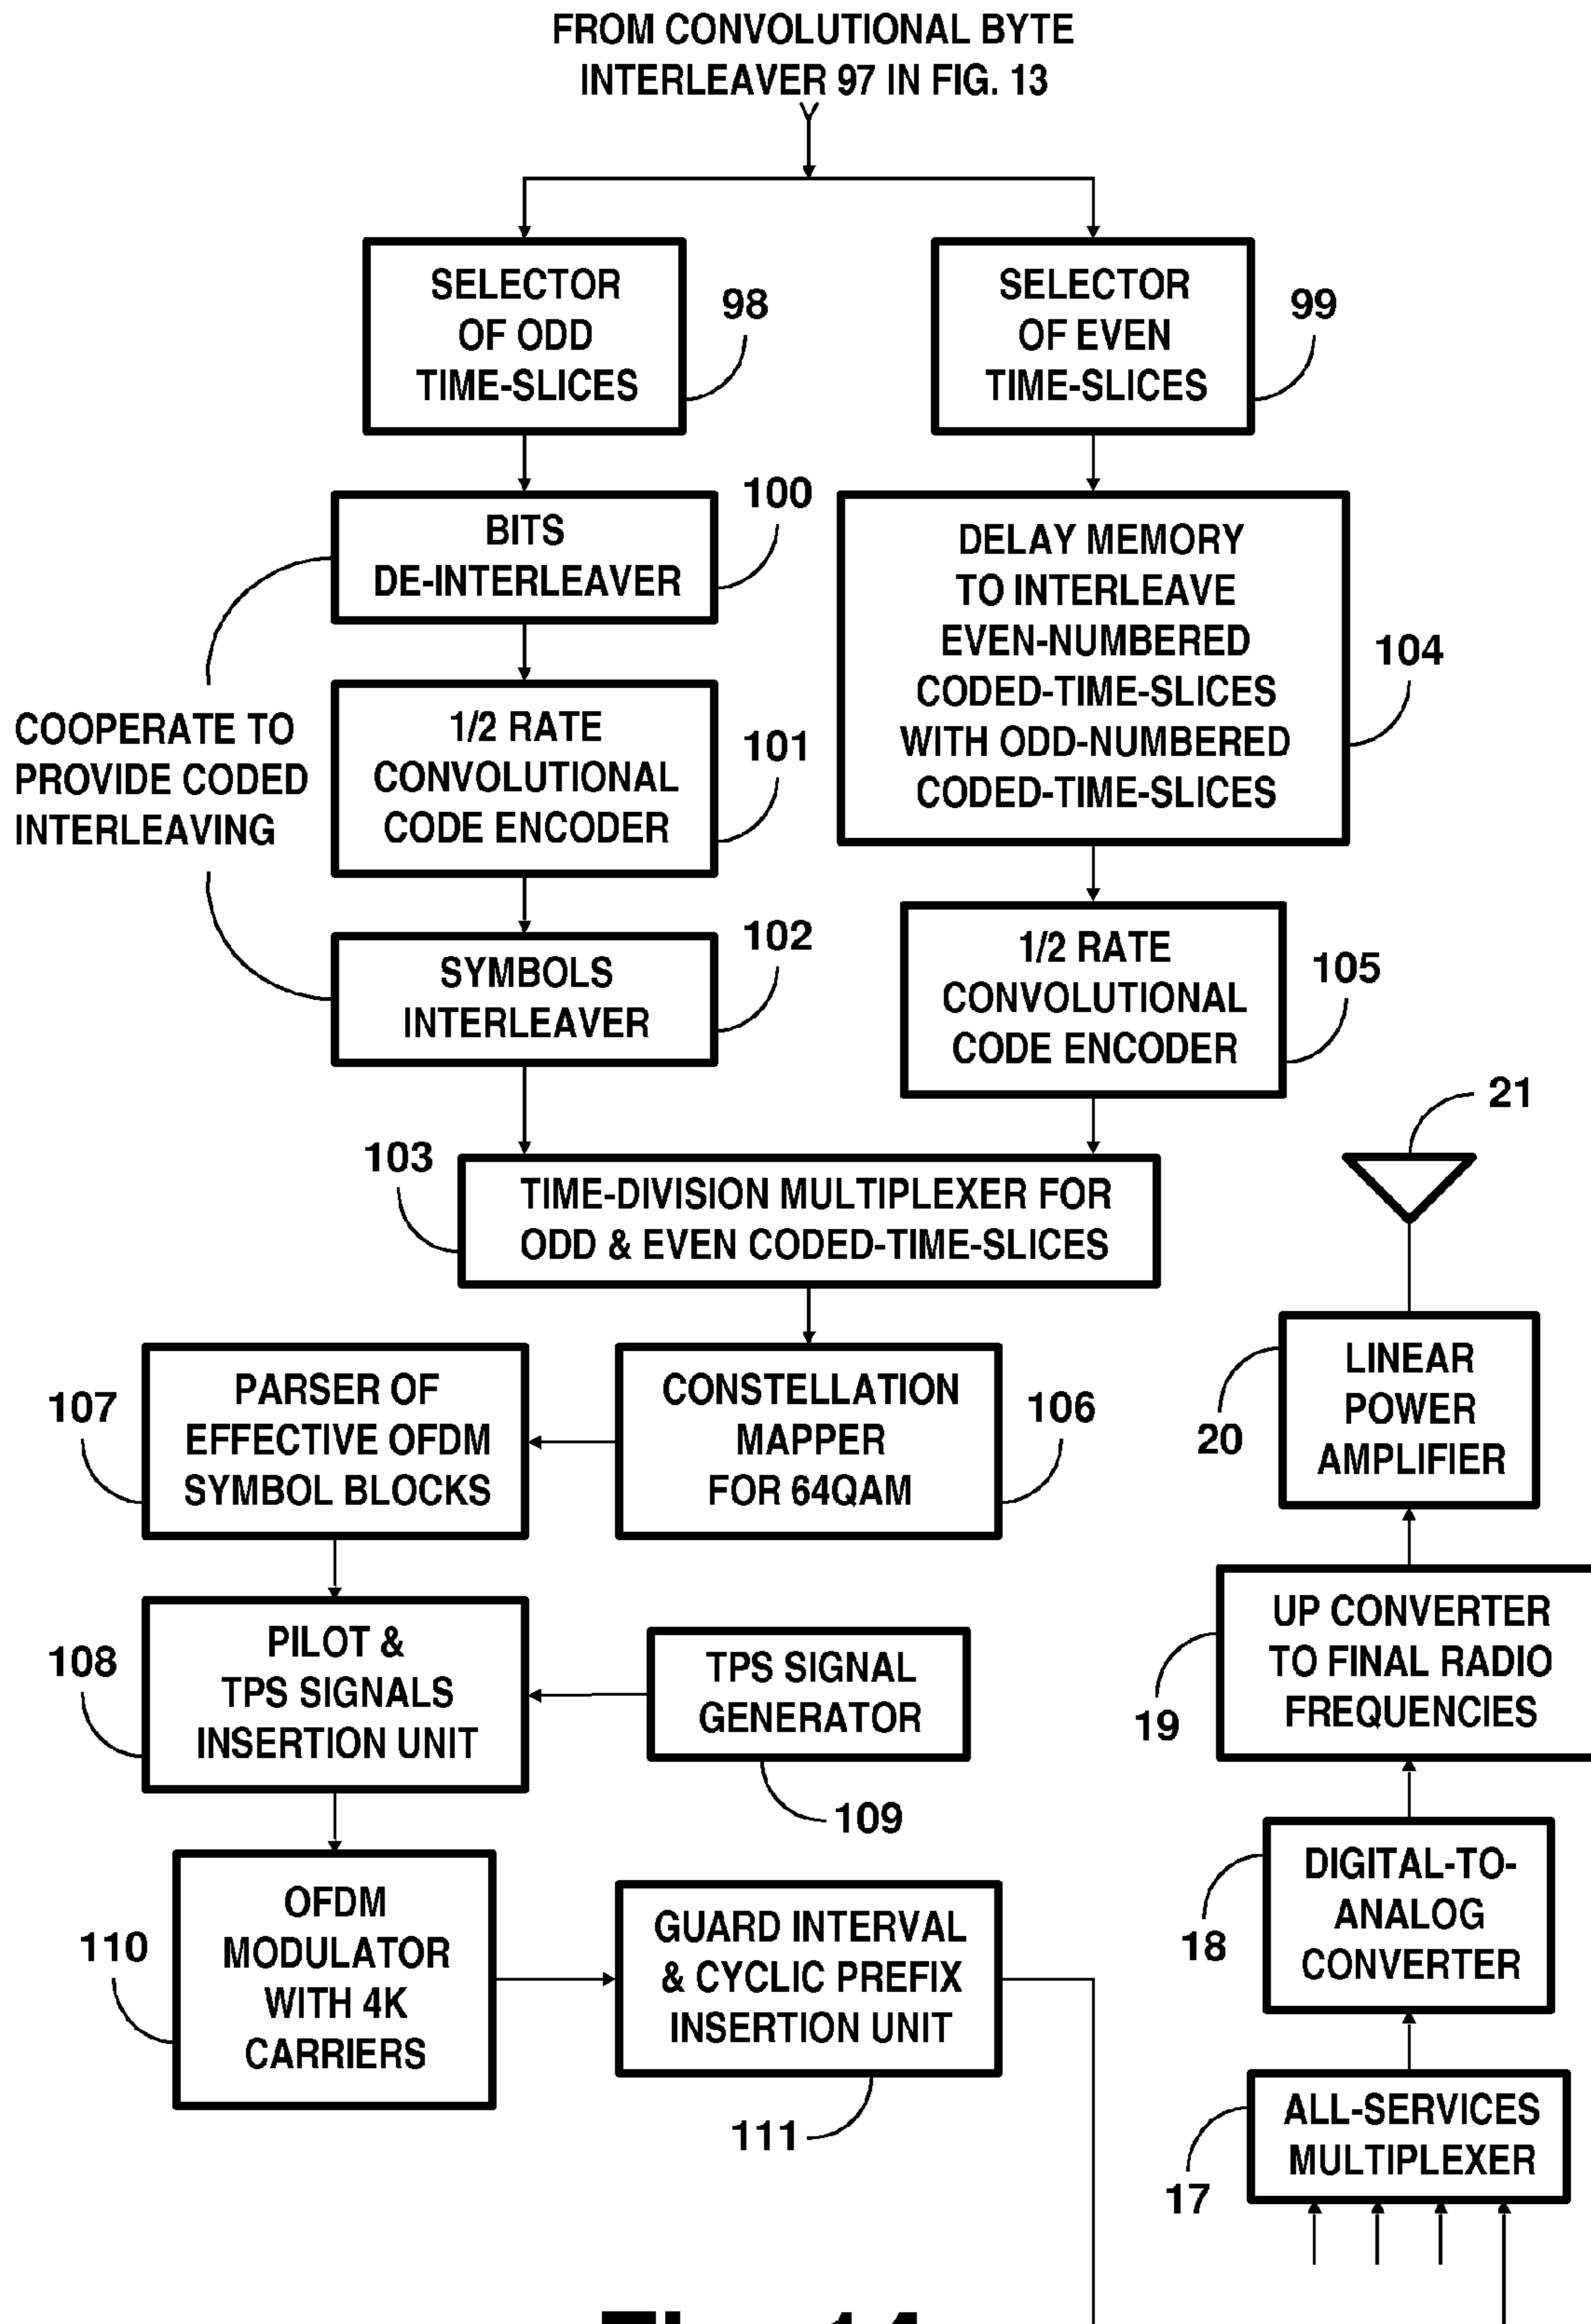 FROM CONVOLUTIONAL BYTE
INTERLEAVER 97 IN FIG. 13
SELECTOR
OF ODD
TIME-SLICES
98
SELECTOR
OF EVEN
TIME-SLICES
99
BITS
DE-INTERLEAVER
100
DELAY MEMORY
TO INTERLEAVE
EVEN-NUMBERED
CODED-TIME-SLICES
WITH ODD-NUMBERED
CODED-TIME-SLICES
104
COOPERATE TO
PROVIDE CODED
INTERLEAVING
1/2 RATE
CONVOLUTIONAL
CODE ENCODER
101
SYMBOLS
INTERLEAVER
102
1/2 RATE
CONVOLUTIONAL
CODE ENCODER
105
103
TIME-DIVISION MULTIPLEXER FOR
ODD & EVEN CODED-TIME-SLICES
21
107
PARSER OF
EFFECTIVE OFDM
SYMBOL BLOCKS
CONSTELLATION
MAPPER
FOR 64QAM
106
20
LINEAR
POWER
AMPLIFIER
108
PILOT &
TPS SIGNALS
INSERTION UNIT
TPS SIGNAL
GENERATOR
109
19
UP CONVERTER
TO FINAL RADIO
FREQUENCIES
110
OFDM
MODULATOR
WITH 4K
CARRIERS
GUARD INTERVAL
& CYCLIC PREFIX
INSERTION UNIT
111
18
DIGITAL-TO-
ANALOG
CONVERTER
17
ALL-SERVICES
MULTIPLEXER